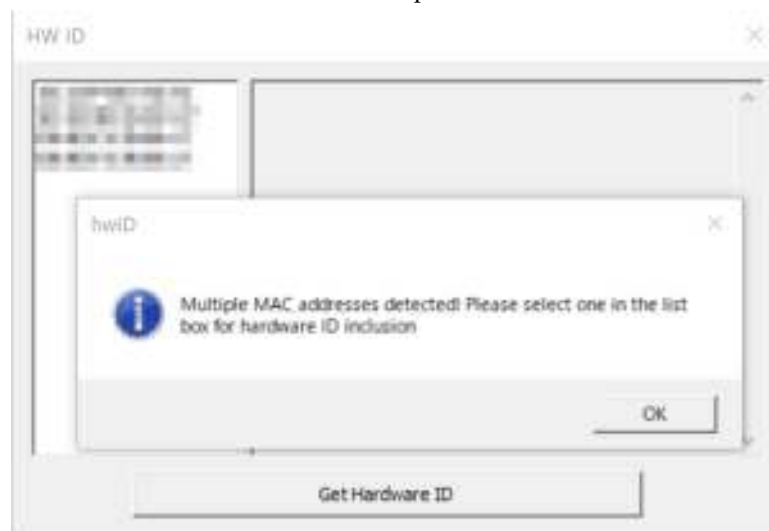 HW ID
hwID
Multiple MAC addresses detected! Please select one in the list
box for hardware ID inclusion
OK
Get Hardware ID